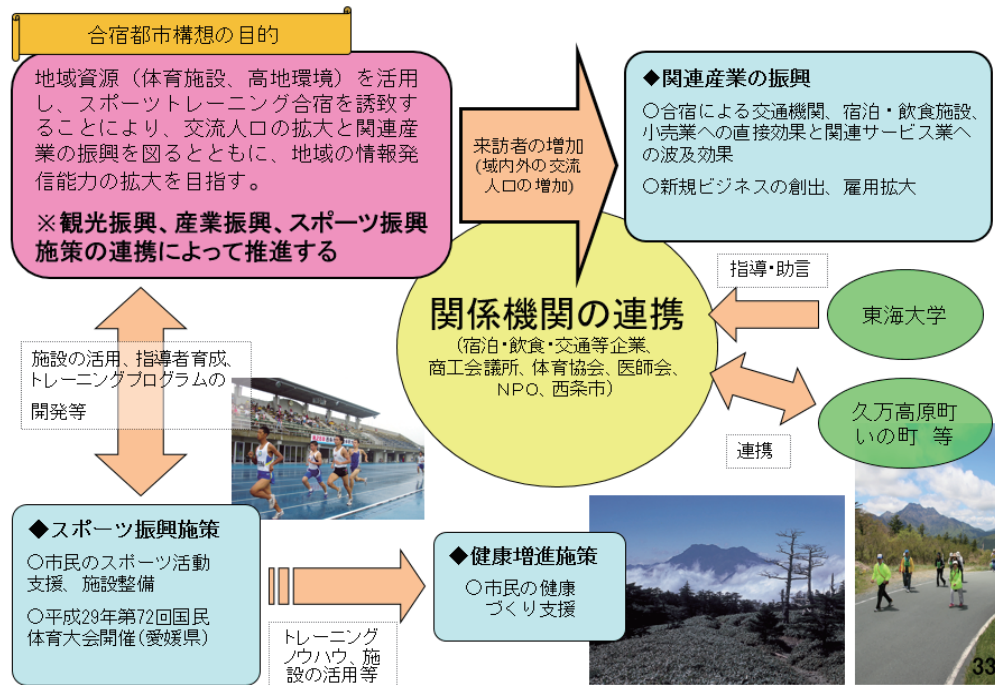 合宿都市構想の目的
地域資源（体育施設、高地環境）を活用
し、スポーツトレーニング合宿を誘致す
ることにより、交流人口の拡大と関連産
業の振興を図るとともに、地域の情報発
信能力の拡大を目指す。
※観光振興、産業振興、スポーツ振興
施策の連携によって推進する
来訪者の増加
(域内外の交流
人口の増加)
◆関連産業の振興
○合宿による交通機関、宿泊・飲食施設、
小売業への直接効果と関連サービス業へ
の波及効果
○新規ビジネスの創出、雇用拡大
関係機関の連携
(宿泊・飲食・交通等企業、
商工会議所、体育協会、医師会、
NPO、西条市)
指導・助言
東海大学
久万高原町
いの町 等
連携
施設の活用、指導者育成、
トレーニングプログラムの
開発等
◆スポーツ振興施策
○市民のスポーツ活動
支援、施設整備
○平成29年第72回国民
体育大会開催(愛媛県)
トレーニング
ノウハウ、施
設の活用等
◆健康増進施策
○市民の健康
づくり支援
33